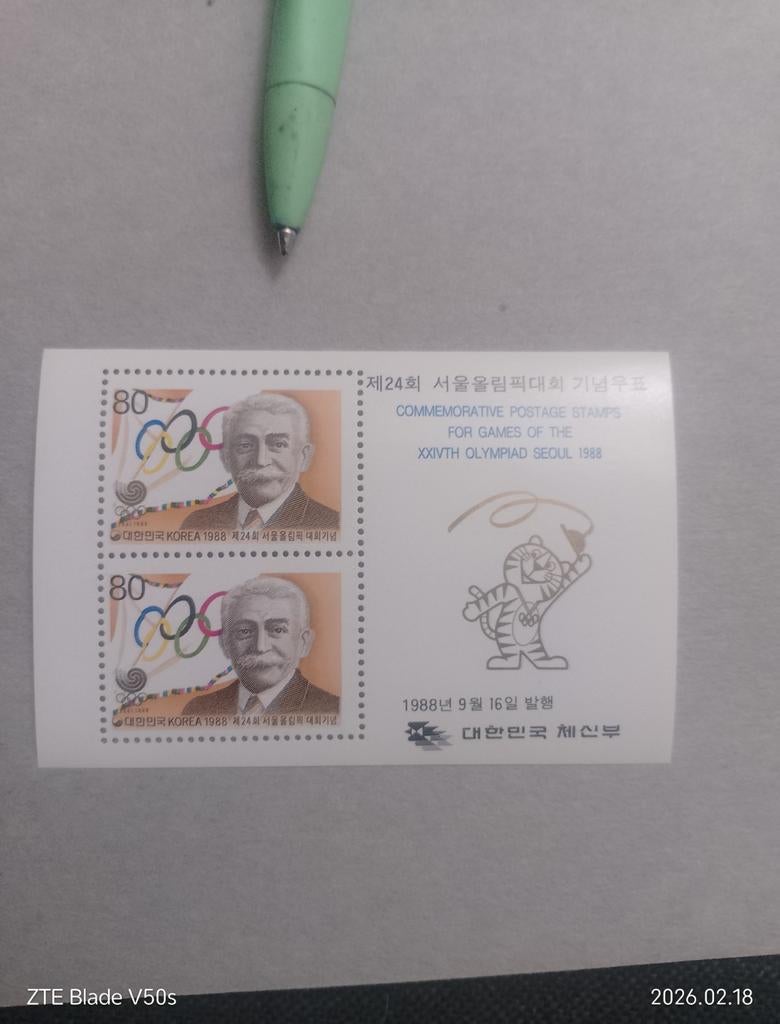 제24회 서울올림픽대회 기념우표
COMMEMORATIVE POSTAGE STAMPS
FOR GAMES OF THE
XXIVTH OLYMPIAD SEOUL 1988
80
대한민국 KOREA 1988 제24회 서울올림픽 대회기념
80
대한민국 KOREA 1988 제24회 서울올림픽 대회기념
1988년 9월 16일 발행
대한민국 체신부
ZTE Blade V50s
2026.02.18